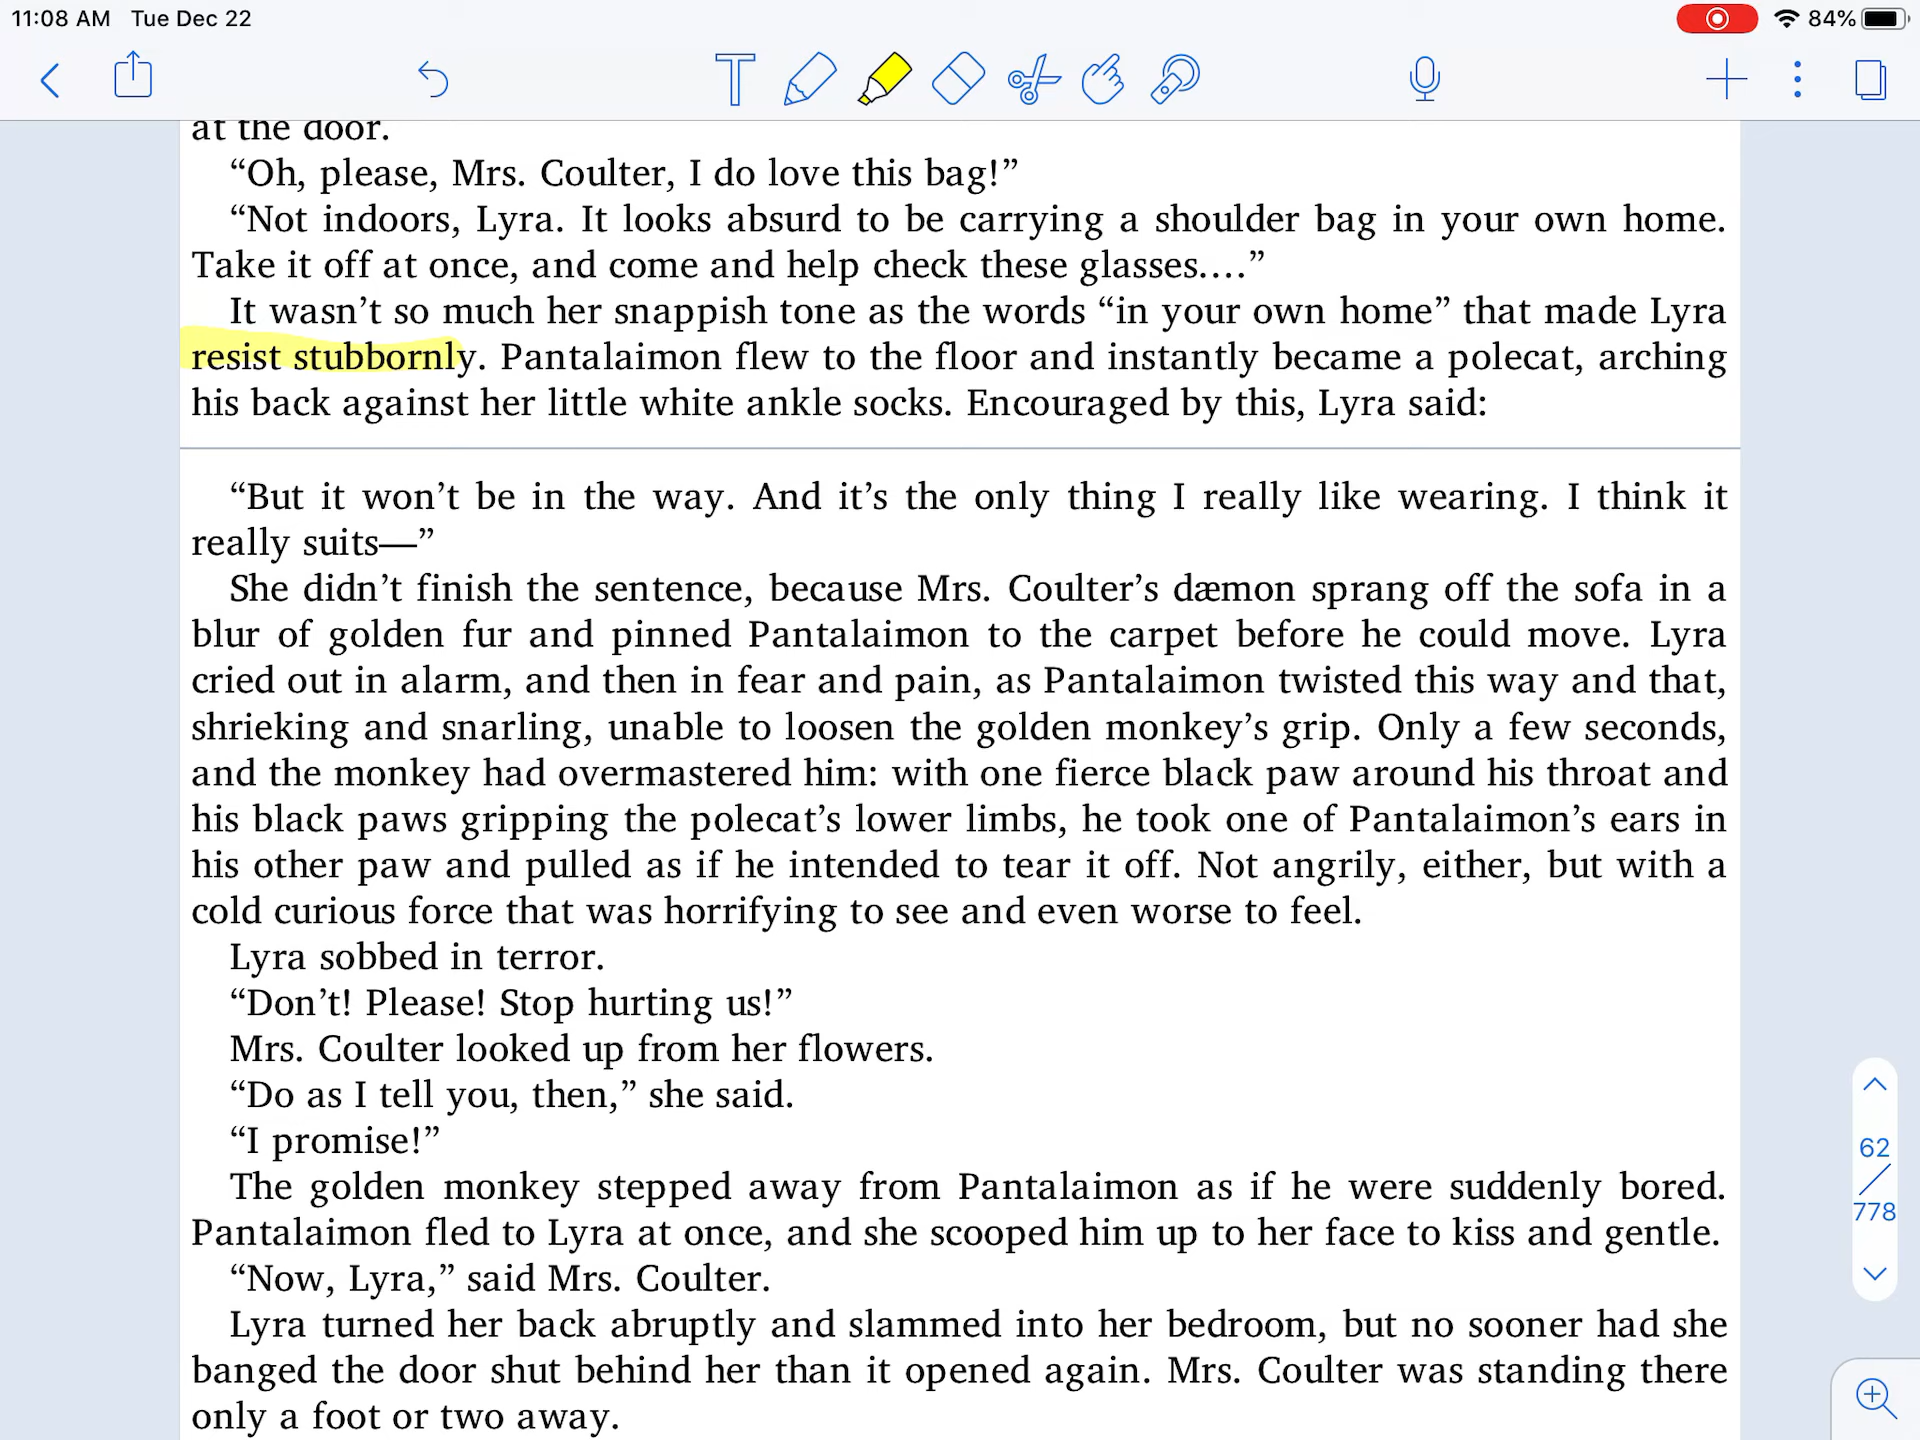 11:08 AM Tue Dec 22
84%
T
at the door.
“Oh, please, Mrs. Coulter, I do love this bag!”
“Not indoors, Lyra. It looks absurd to be carrying a shoulder bag in your own home.
Take it off at once, and come and help check these glasses....”
It wasn’t so much her snappish tone as the words “in your own home” that made Lyra
resist stubbornly. Pantalaimon flew to the floor and instantly became a polecat, arching
his back against her little white ankle socks. Encouraged by this, Lyra said:
“But it won’t be in the way. And it’s the only thing I really like wearing. I think it
really suits—”
She didn’t finish the sentence, because Mrs. Coulter’s dæmon sprang off the sofa in a
blur of golden fur and pinned Pantalaimon to the carpet before he could move. Lyra
cried out in alarm, and then in fear and pain, as Pantalaimon twisted this way and that,
shrieking and snarling, unable to loosen the golden monkey’s grip. Only a few seconds,
and the monkey had overmastered him: with one fierce black paw around his throat and
his black paws gripping the polecat’s lower limbs, he took one of Pantalaimon’s ears in
his other paw and pulled as if he intended to tear it off. Not angrily, either, but with a
cold curious force that was horrifying to see and even worse to feel.
Lyra sobbed in terror.
“Don’t! Please! Stop hurting us!”
Mrs. Coulter looked up from her flowers.
“Do as I tell you, then,” she said.
“I promise!”
The golden monkey stepped away from Pantalaimon as if he were suddenly bored.
Pantalaimon fled to Lyra at once, and she scooped him up to her face to kiss and gentle.
“Now, Lyra,” said Mrs. Coulter.
Lyra turned her back abruptly and slammed into her bedroom, but no sooner had she
banged the door shut behind her than it opened again. Mrs. Coulter was standing there
only a foot or two away.
62
/
778